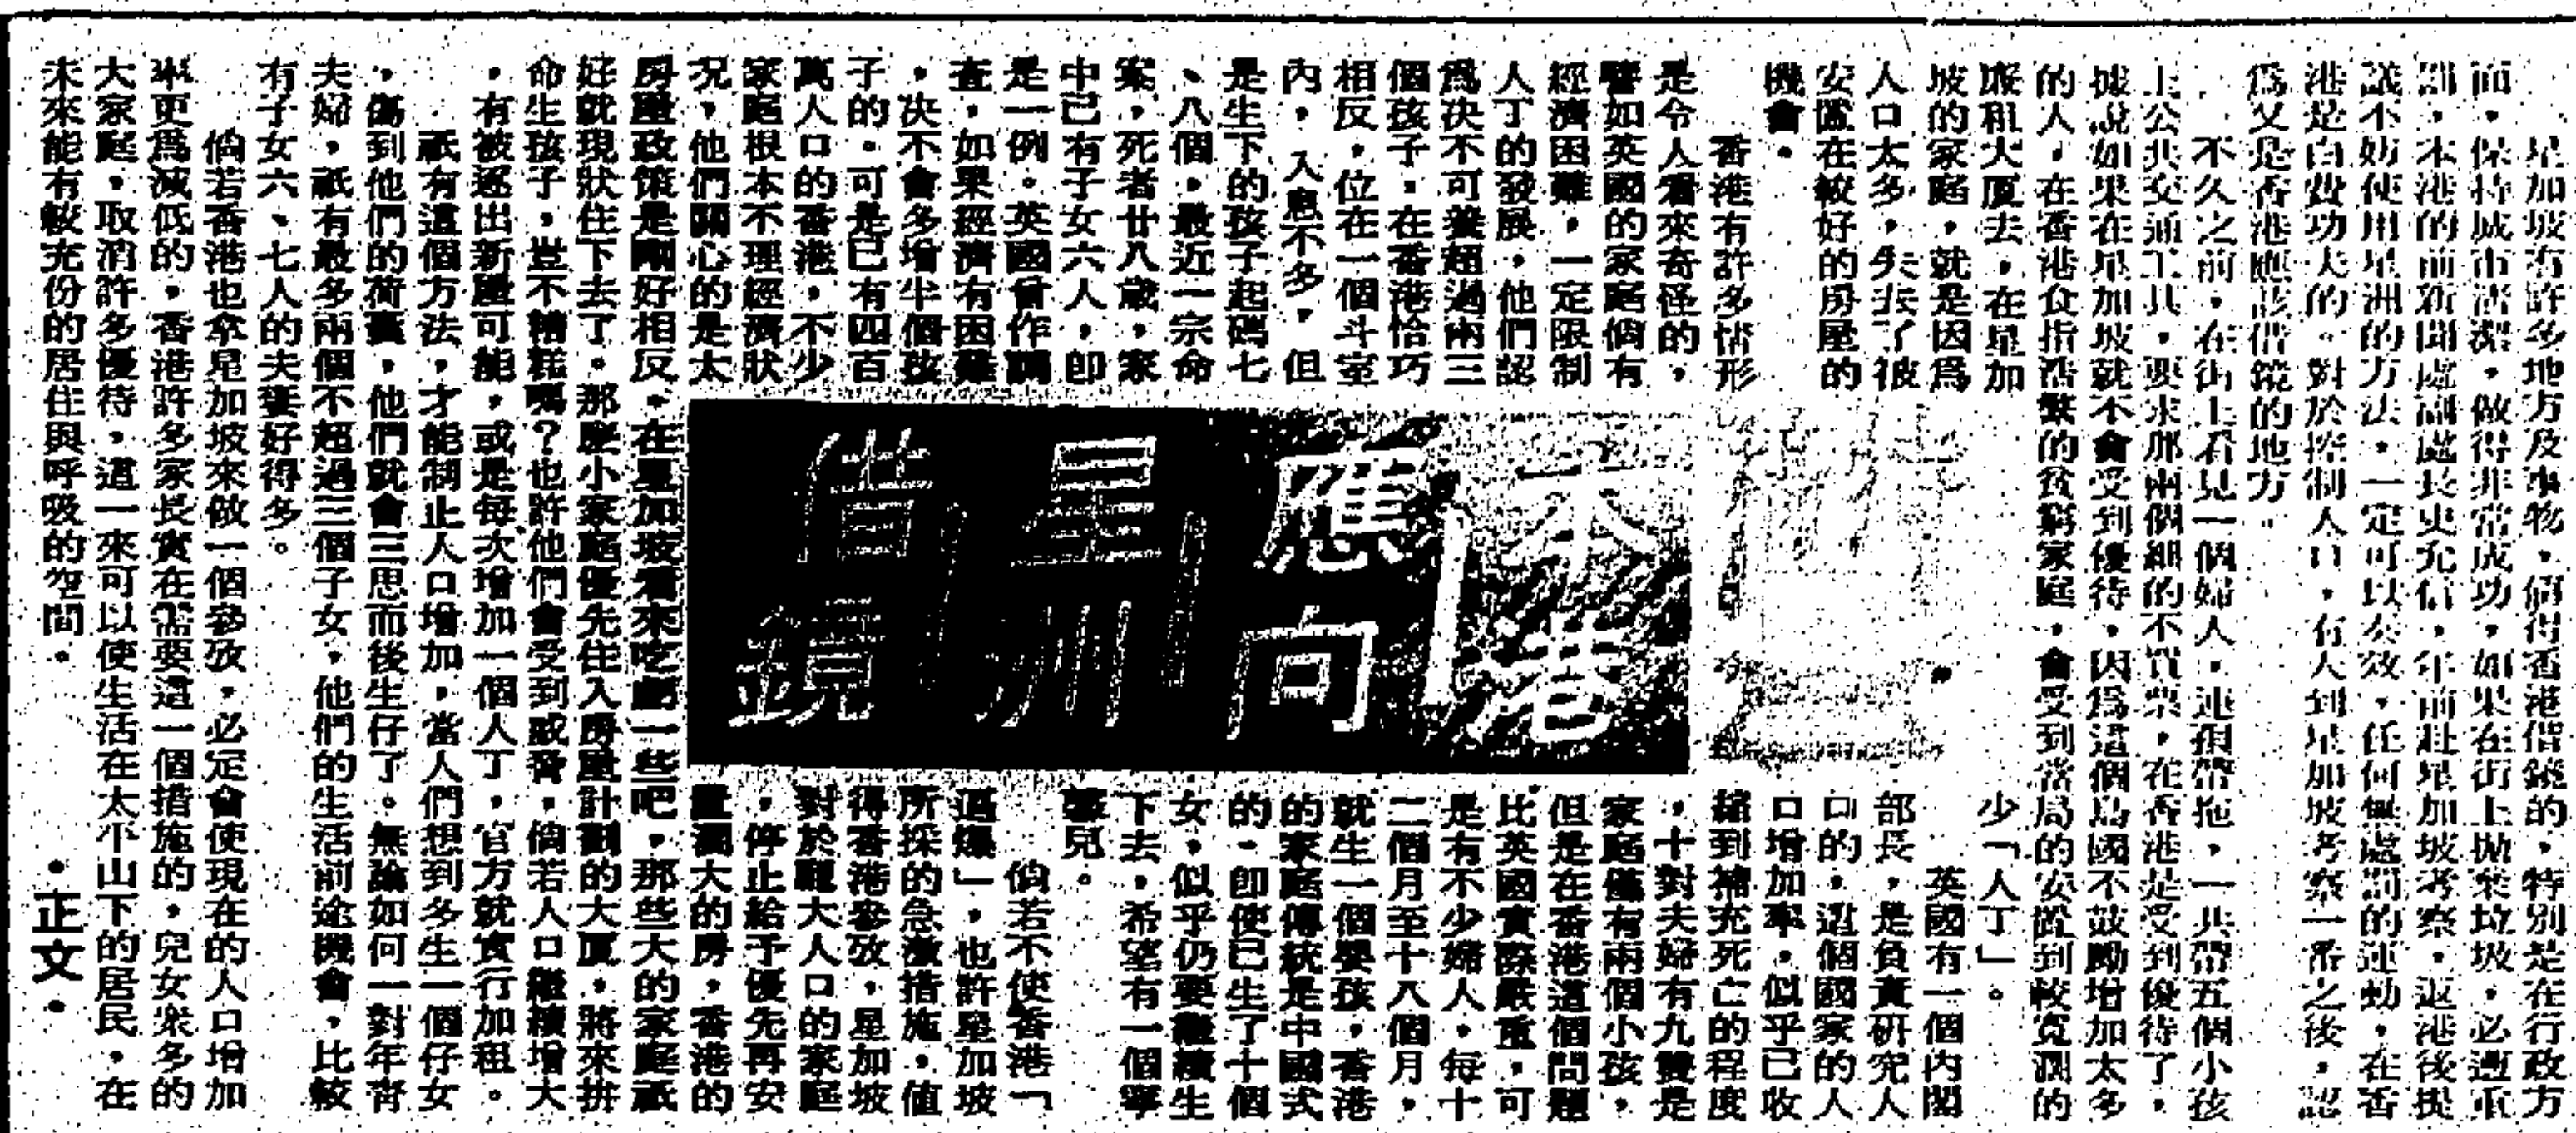 本港
應向
星洲
借鏡
星加坡有許多地方及事物，值得香港借鏡的，特別是在行政方
面，保持城市清潔，做得非常成功，如果在街上拋棄垃圾，必遭重
罰，本港的前新聞處副處長史允信，年前赴星加坡考察，返港後提
議不妨使用星洲的方法，一定可以奏效，任何無處罰的運動，在香
港是白費功夫的。對於控制人口，有人到星加坡考察一番之後，認
爲又是香港應該借鏡的地方。
不久之前，在街上看見一個婦人，連揹帶拖，一共帶五個小孩
上公共交通工具，要求那兩個細的不買票，在香港是受到優待了，
據說如果在星加坡就不會受到優待，因爲這個島國不鼓勵增加太多
的人，在香港食指浩繁的貧窮家庭，會受到當局的安置到較寬濶的
廉租大厦去，在星加
坡的家庭，就是因爲
人口太多，失去了被
安置在較好的房屋的
機會。
香港有許多情形
是令人看來奇怪的，
譬如英國的家庭倘有
經濟困難，一定限制
人丁的發展，他們認
爲决不可養超過兩三
個孩子。在香港恰巧
相反，位在一個斗室
內，入息不多，但
是生下的孩子起碼七
、八個，最近一宗命
案，死者廿八歲，家
中已有子女六人，卽
是一例。英國曾作調
查，如果經濟有困難
，决不會多增半個孩
子的。可是已有四百
萬人口的香港，不少
家庭根本不理經濟狀
況，他們關心的是太
少「人丁」。
英國有一個內閣
部長，是負責研究人
口的，這個國家的人
口增加率，似乎已收
縮到補充死亡的程度
，十對夫婦有九雙是
家庭僅有兩個小孩，
但是在香港這個問題
比英國實際嚴重，可
是有不少婦人，每十
二個月至十八個月，
就生一個嬰孩，香港
的家庭傳統是中國式
的，卽使已生了十個
女，似乎仍要繼續生
下去，希望有一個寧
馨兒。
倘若不使香港「
逼爆」，也許星加坡
所採的急激措施，值
得香港參攷，星加坡
對於龐大人口的家庭
，停止給予優先再安
置濶大的房，香港的
房屋政策是剛好相反。在星加坡看來吃虧一些吧，那些大的家庭祇
好就現狀住下去了。那麽小家庭優先住入房屋計劃的大厦，將來拼
命生孩子，豈不糟糕嗎？也許他們會受到威脅，倘若人口繼續增大
，有被逐出新屋可能，或是每次增加一個人丁，官方就實行加租。
祇有這個方法，才能制止人口增加，當人們想到多生一個仔女
，傷到他們的荷囊，他們就會三思而後生仔了。無論如何一對年靑
夫婦，祇有最多兩個不超過三個子女，他們的生活前途機會，比較
有子女六、七人的夫妻好得多。
倘若香港也拿星加坡來做一個參攷，必定會使現在的人口增加
率更爲減低的，香港許多家長實在需要這一個措施的，兒女衆多的
大家庭，取消許多優待，這一來可以使生活在太平山下的居民，在
未來能有較充份的居住與呼吸的空間。
・正文・